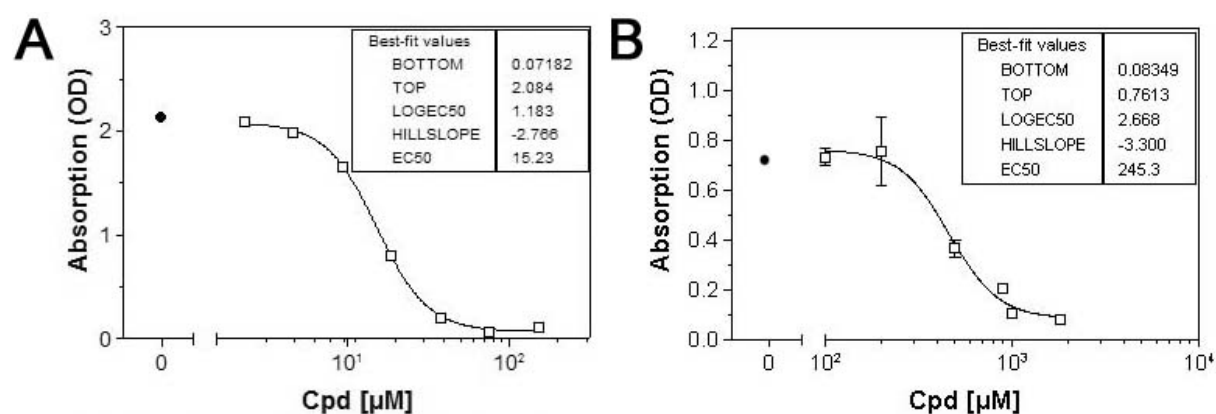 A
Absorption (OD)
3
2
1
0
Best-fit values
BOTTOM 0.07182
TOP 2.084
LOGEC50 1.183
HILLSLOPE -2.766
EC50 15.23
0 10¹ 10²
Cpd [µM]
B
Absorption (OD)
1.2
1.0
0.8
0.6
0.4
0.2
0.0
Best-fit values
BOTTOM 0.08349
TOP 0.7613
LOGEC50 2.668
HILLSLOPE -3.300
EC50 245.3
0 10² 10³ 10⁴
Cpd [µM]